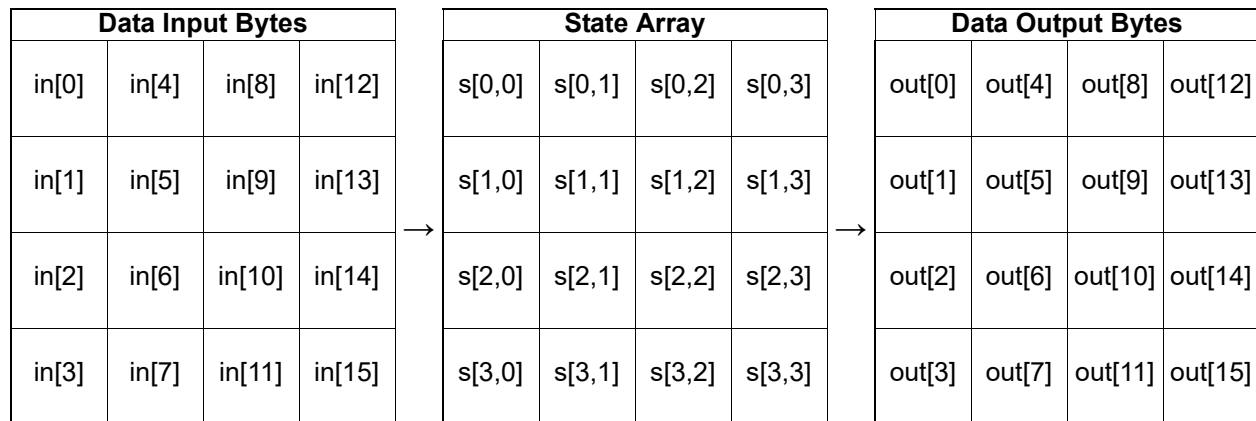 Data Input Bytes State Array Data Output Bytes
in[0] in[4] in[8] in[12] s[0,0] s[0,1] s[0,2] s[0,3] out[0] out[4] out[8] out[12]
in[1] in[5] in[9] in[13] s[1,0] s[1,1] s[1,2] s[1,3] out[1] out[5] out[9] out[13]
→ →
in[2] in[6] in[10] in[14] s[2,0] s[2,1] s[2,2] s[2,3] out[2] out[6] out[10] out[14]
in[3] in[7] in[11] in[15] s[3,0] s[3,1] s[3,2] s[3,3] out[3] out[7] out[11] out[15]